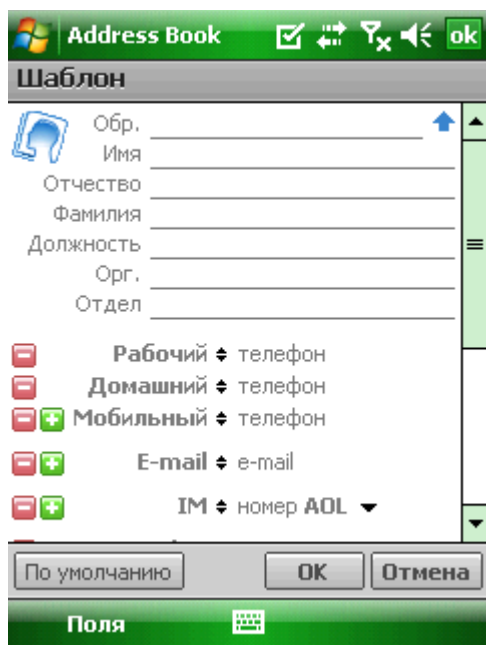 Address Book ok
Шаблон
Обр.
Имя
Отчество
Фамилия
Должность
Орг.
Отдел
Рабочий телефон
Домашний телефон
Мобильный телефон
E-mail e-mail
IM номер AOL
По умолчанию OK Отмена
Поля